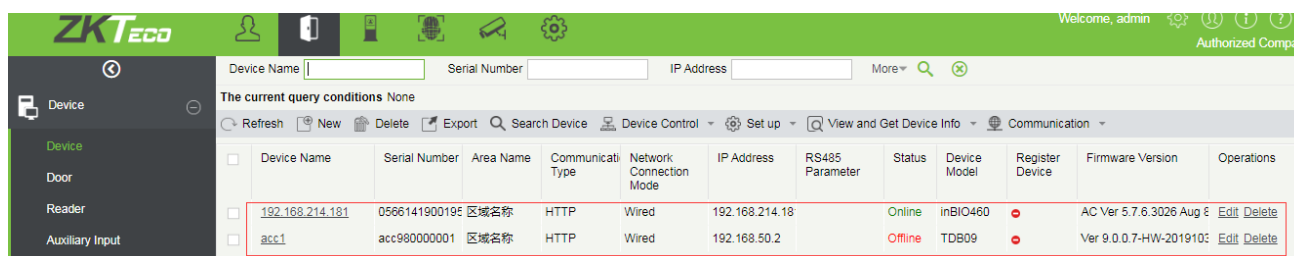 ZKTeco
Welcome, admin
Authorized Compa
Device Name Serial Number IP Address More
Device
The current query conditions None
Refresh New Delete Export Search Device Device Control Set up View and Get Device Info Communication
Device
Door
Reader
Auxiliary Input
Device Name Serial Number Area Name Communicati Type Network Connection Mode IP Address RS485 Parameter Status Device Model Register Device Firmware Version Operations
192.168.214.181 0566141900195 区域名称 HTTP Wired 192.168.214.18 Online inBIO460 AC Ver 5.7.6.3026 Aug 8 Edit Delete
acc1 acc980000001 区域名称 HTTP Wired 192.168.50.2 Offline TDB09 Ver 9.0.0.7-HW-2019103 Edit Delete